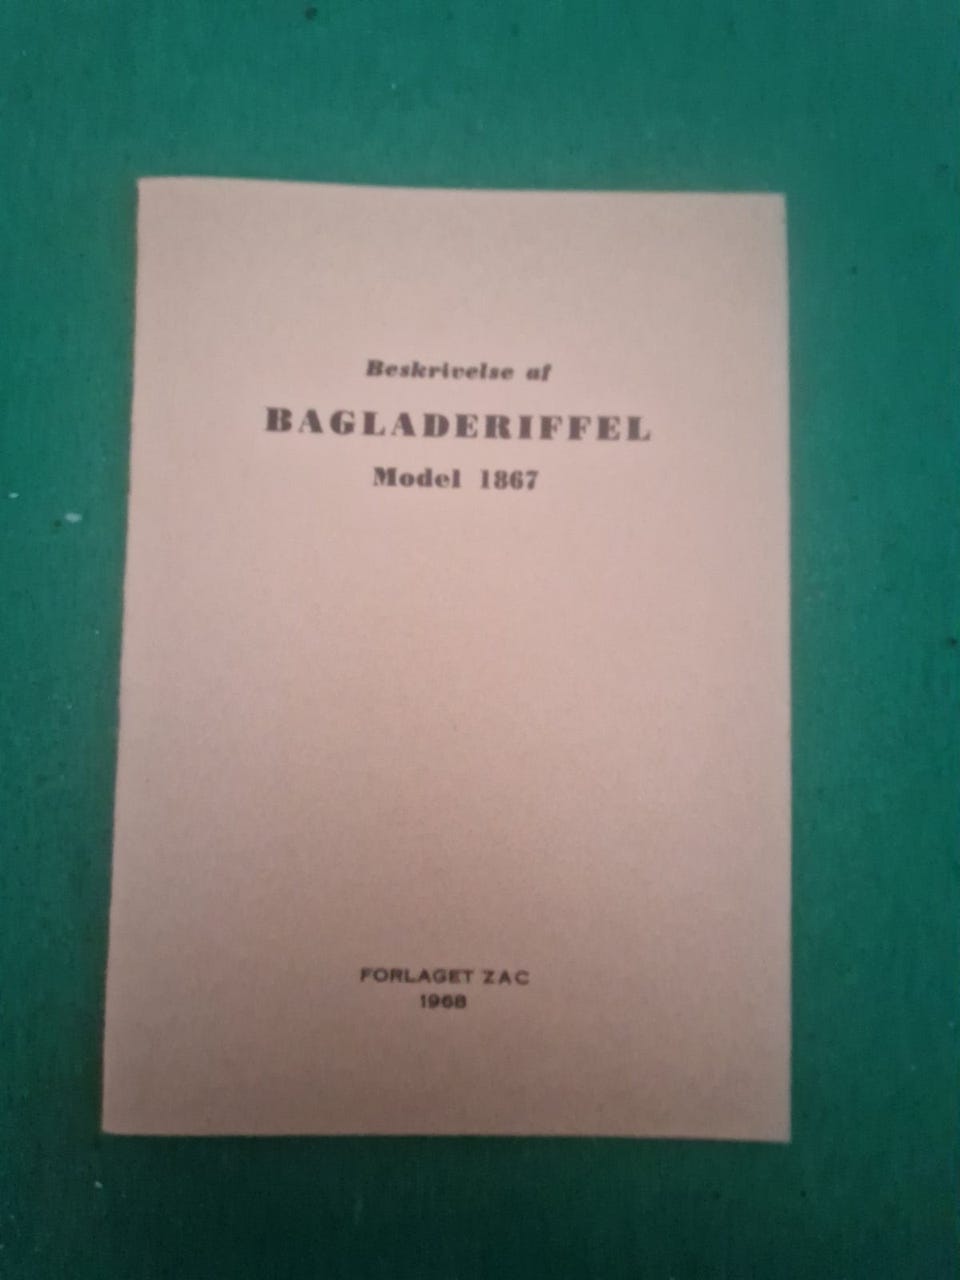 Beskrivelse af
BAGLADERIFFEL
Model 1867
FORLAGET ZAC
1968